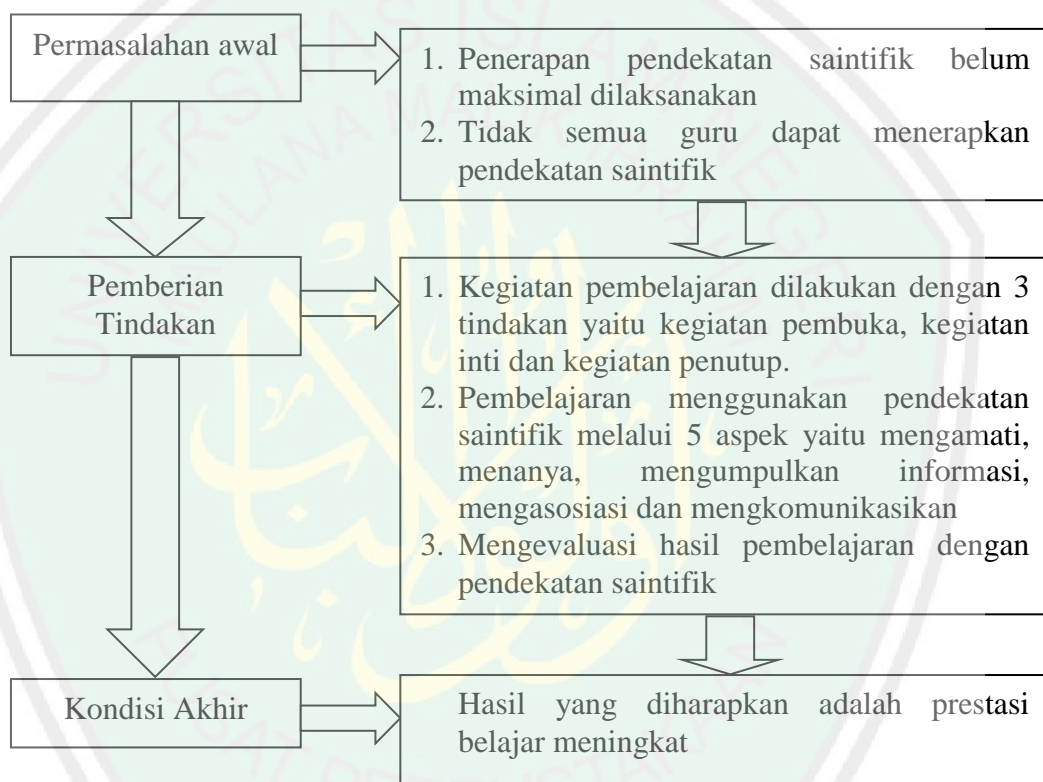 Permasalahan awal
1. Penerapan pendekatan saintifik belum
maksimal dilaksanakan
2. Tidak semua guru dapat menerapkan
pendekatan saintifik
Pemberian
Tindakan
1. Kegiatan pembelajaran dilakukan dengan 3
tindakan yaitu kegiatan pembuka, kegiatan
inti dan kegiatan penutup.
2. Pembelajaran menggunakan pendekatan
saintifik melalui 5 aspek yaitu mengamati,
menanya, mengumpulkan informasi,
mengasosiasi dan mengkomunikasikan
3. Mengevaluasi hasil pembelajaran dengan
pendekatan saintifik
Kondisi Akhir
Hasil yang diharapkan adalah prestasi
belajar meningkat